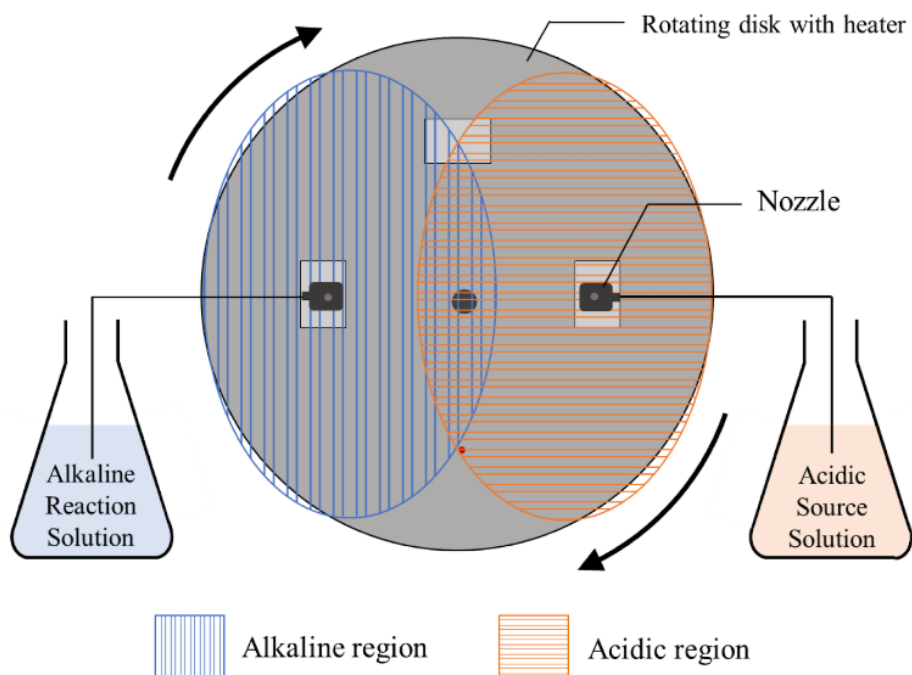 Rotating disk with heater
Nozzle
Alkaline
Reaction
Solution
Acidic
Source
Solution
Alkaline region
Acidic region